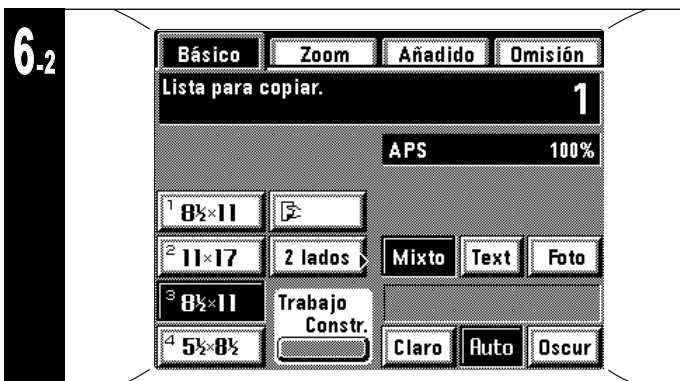 6-2
Básico Zoom Añadido Omisión
Lista para copiar. 1
APS 100%
1 8½×11
2 11×17 2 lados Mixto Text Foto
3 8½×11 Trabajo
Constr.
4 5½×8½ Claro Auto Oscur